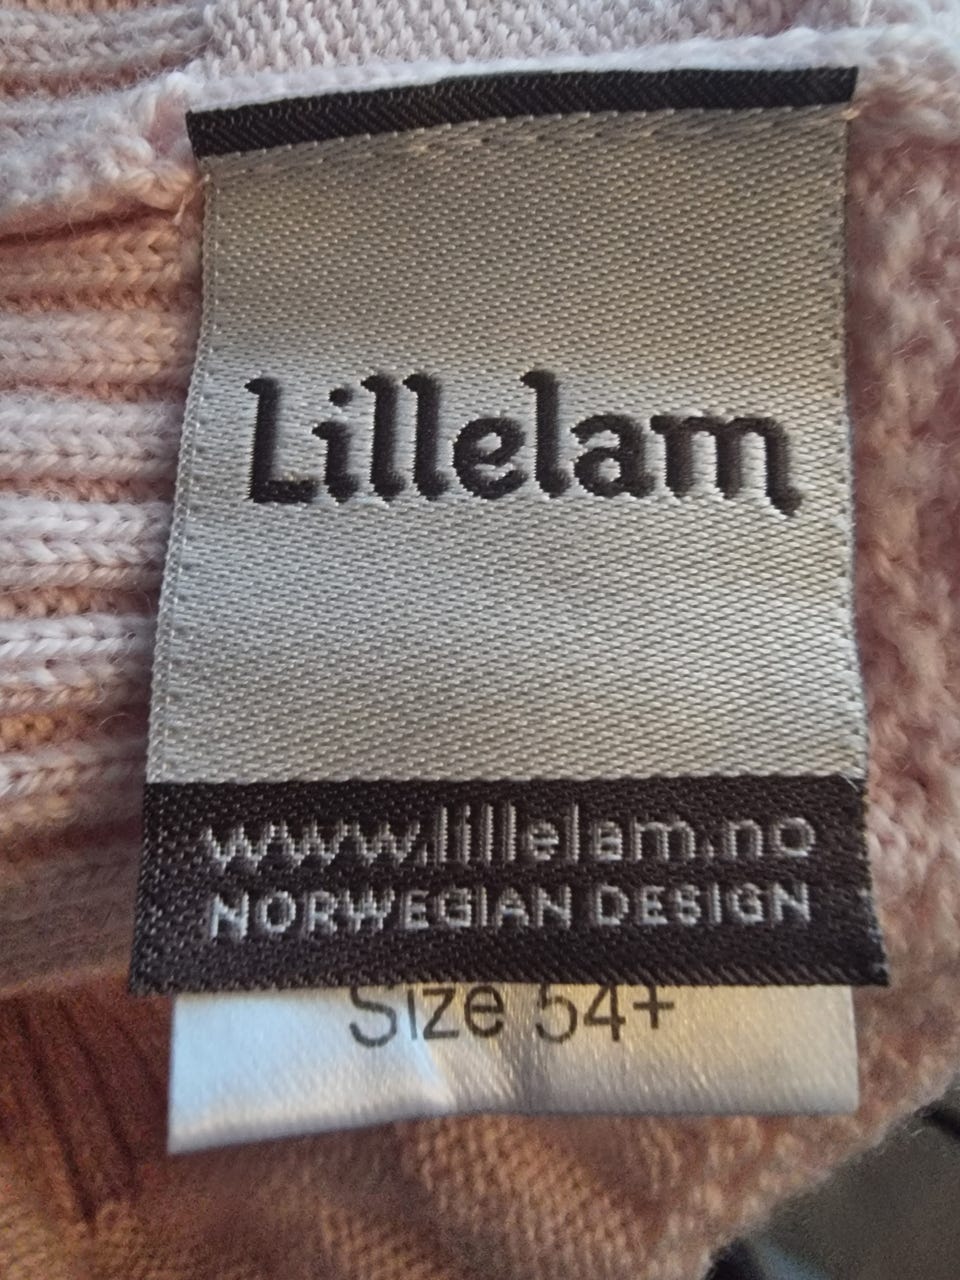 Lillelam
www.lillelam.no
NORWEGIAN DESIGN
Size 54+